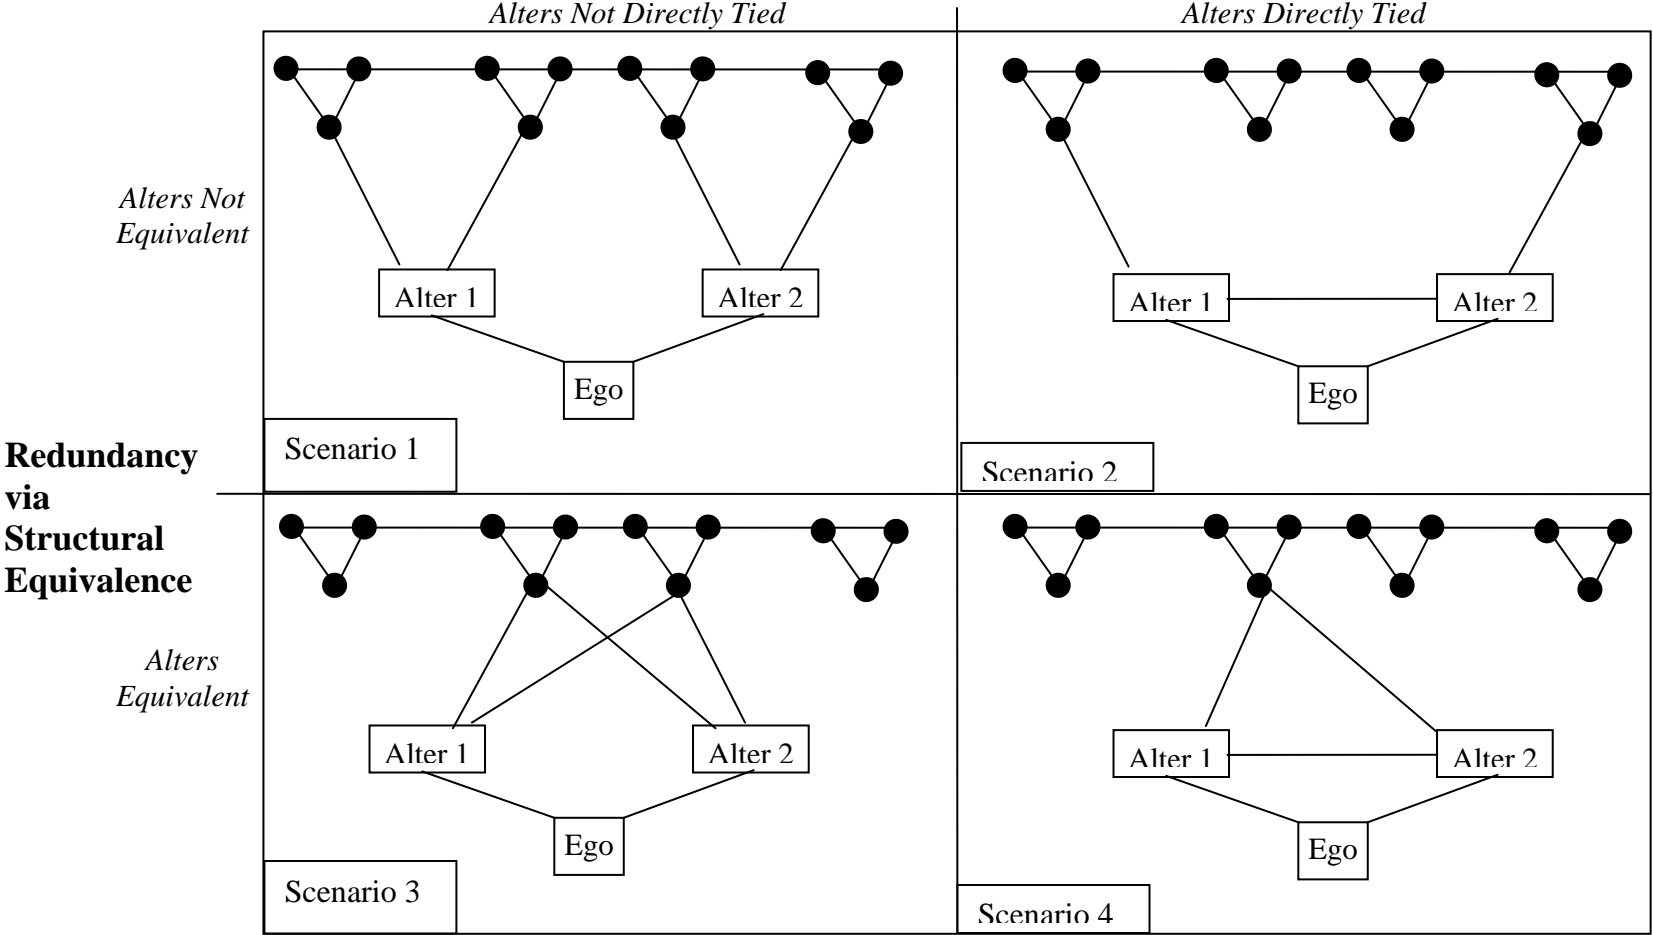 Alters Not Directly Tied
Alters Directly Tied
Alters Not
Equivalent
Alter 1
Alter 2
Ego
Scenario 1
Alter 1
Alter 2
Ego
Scenario 2
Redundancy
via
Structural
Equivalence
Alters
Equivalent
Alter 1
Alter 2
Ego
Scenario 3
Alter 1
Alter 2
Ego
Scenario 4